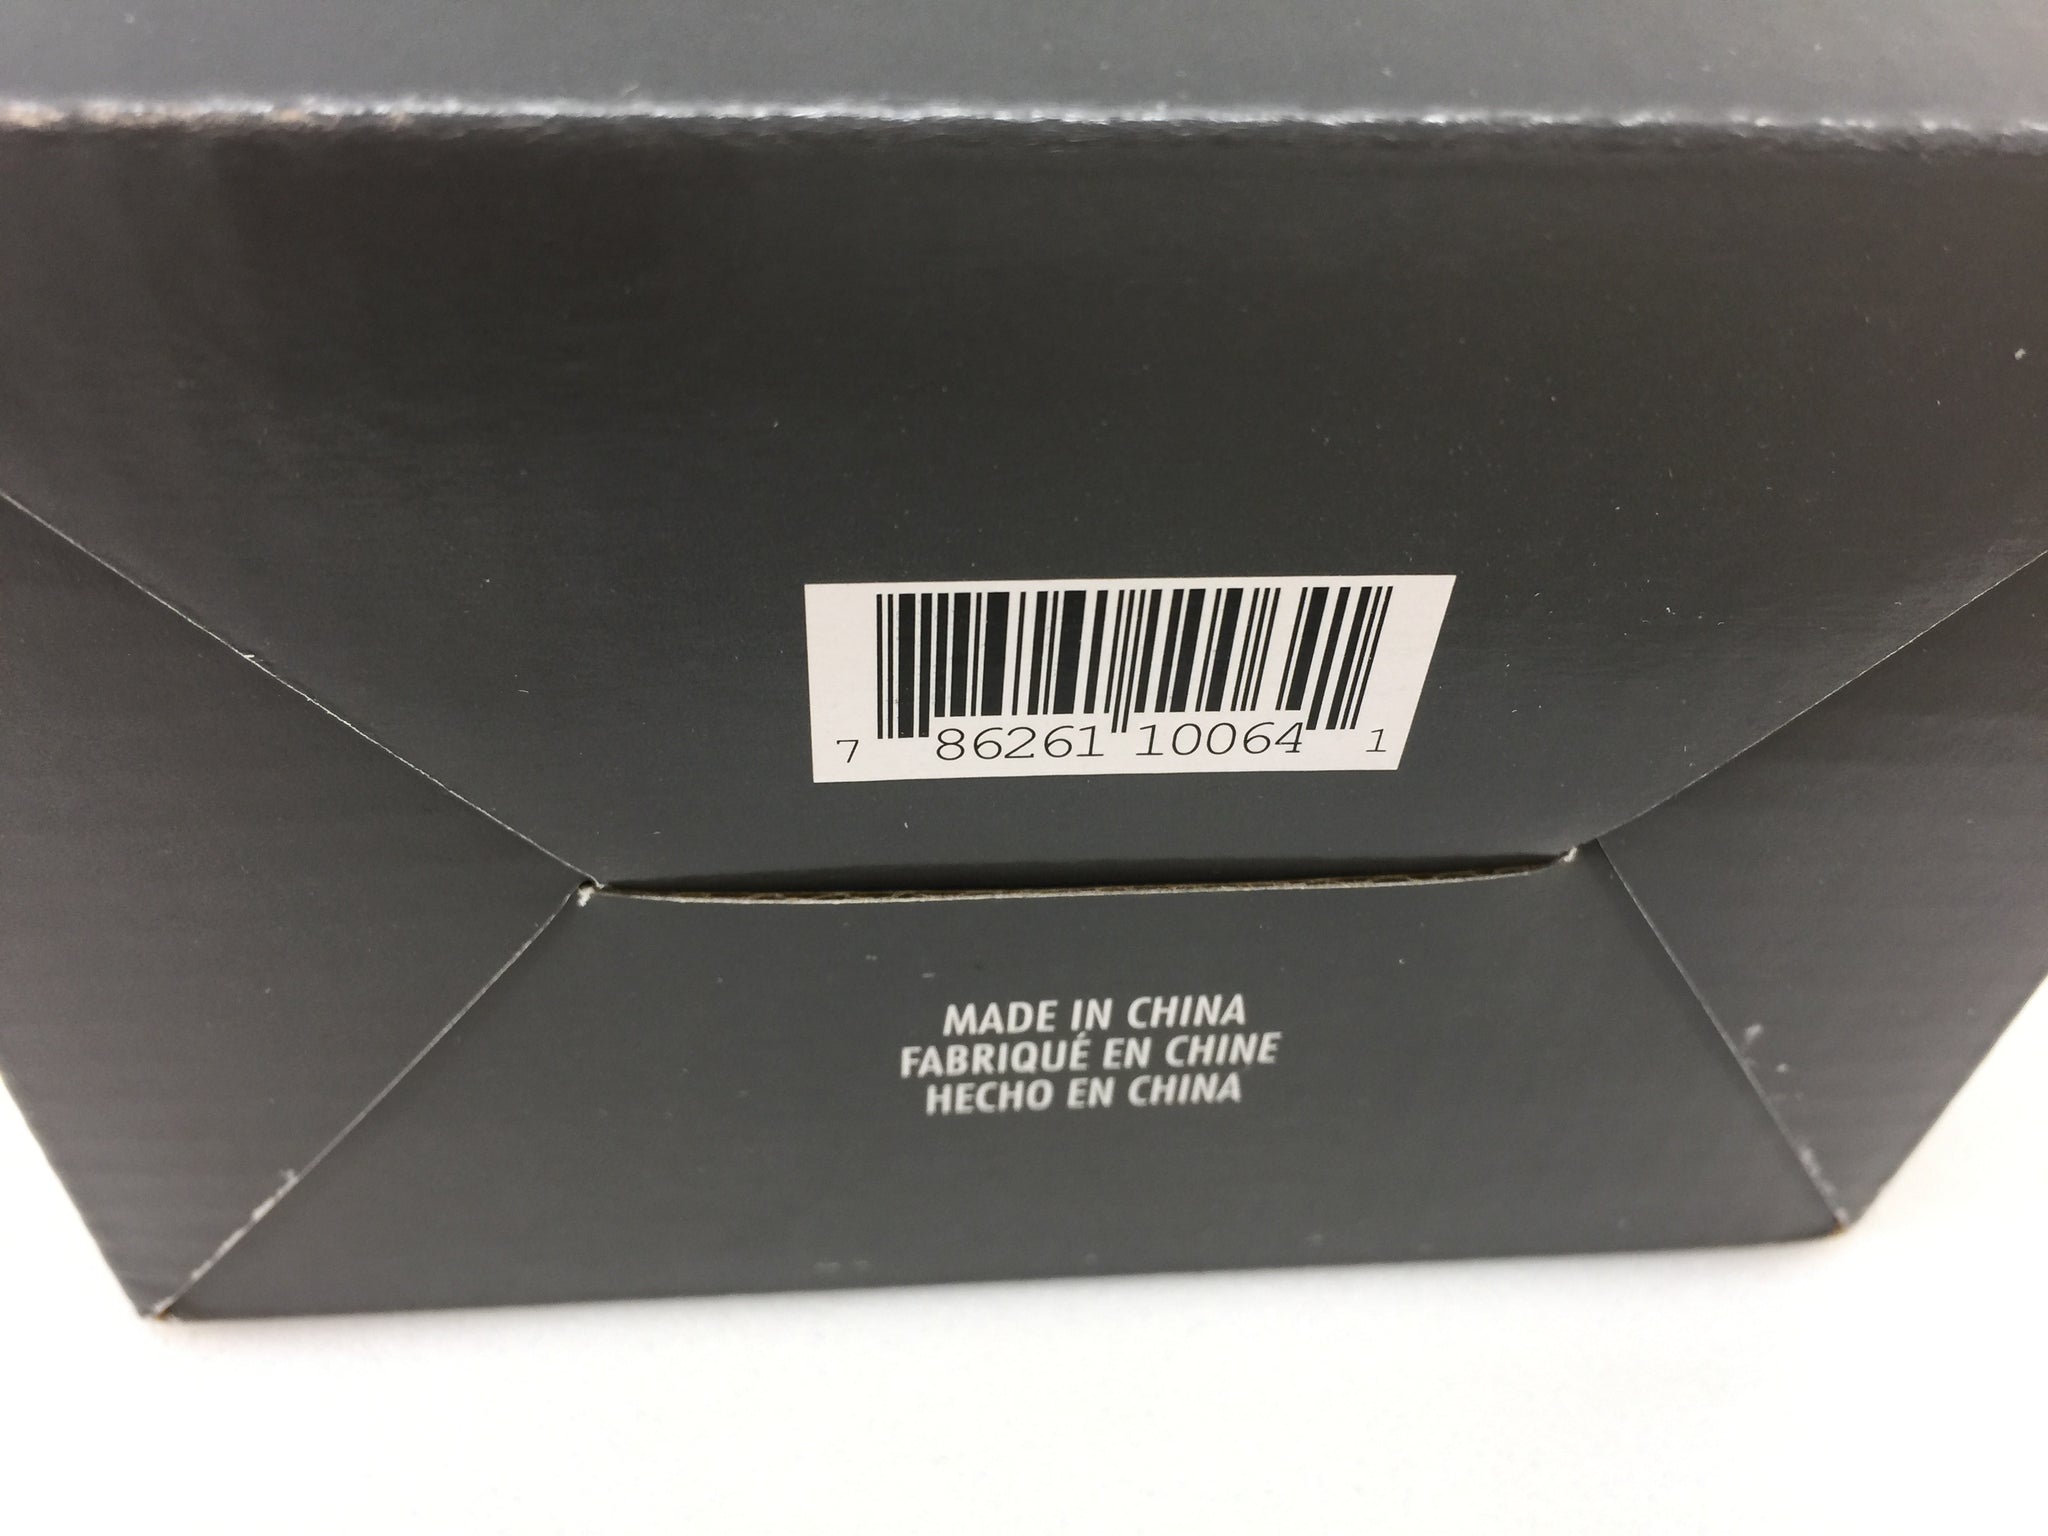 7 86261 10064 1
MADE IN CHINA
FABRIQUÉ EN CHINE
HECHO EN CHINA